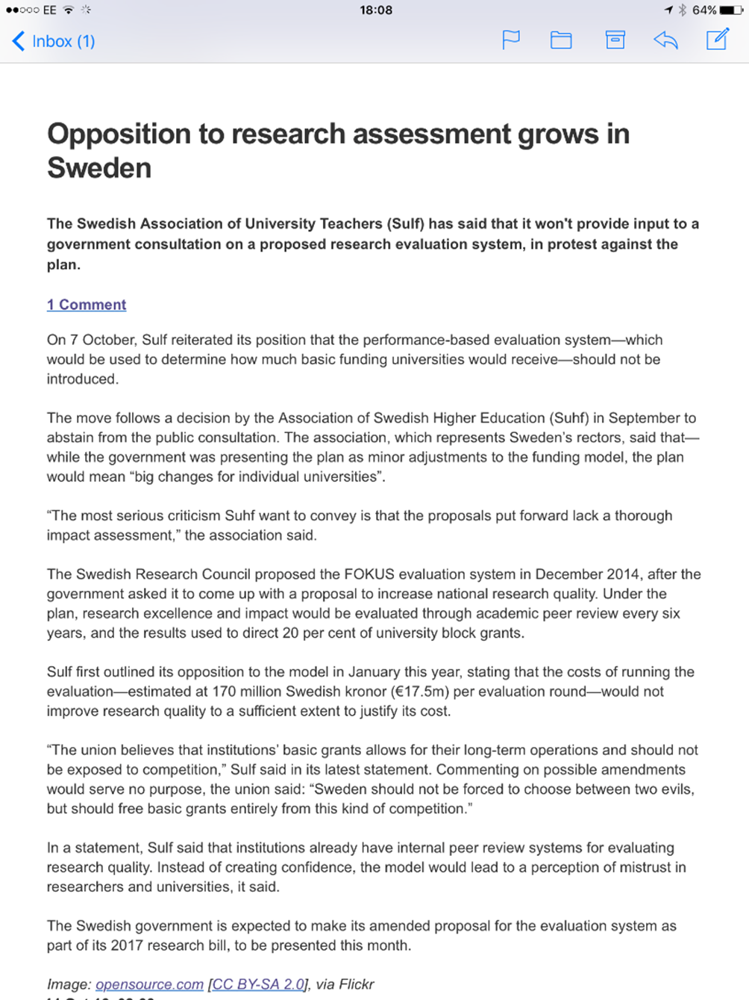 EE 18:08 64%
Inbox (1)
Opposition to research assessment grows in
Sweden
The Swedish Association of University Teachers (Sulf) has said that it won't provide input to a
government consultation on a proposed research evaluation system, in protest against the
plan.
1 Comment
On 7 October, Sulf reiterated its position that the performance-based evaluation system—which
would be used to determine how much basic funding universities would receive—should not be
introduced.
The move follows a decision by the Association of Swedish Higher Education (Suhf) in September to
abstain from the public consultation. The association, which represents Sweden’s rectors, said that—
while the government was presenting the plan as minor adjustments to the funding model, the plan
would mean “big changes for individual universities”.
“The most serious criticism Suhf want to convey is that the proposals put forward lack a thorough
impact assessment,” the association said.
The Swedish Research Council proposed the FOKUS evaluation system in December 2014, after the
government asked it to come up with a proposal to increase national research quality. Under the
plan, research excellence and impact would be evaluated through academic peer review every six
years, and the results used to direct 20 per cent of university block grants.
Sulf first outlined its opposition to the model in January this year, stating that the costs of running the
evaluation—estimated at 170 million Swedish kronor (€17.5m) per evaluation round—would not
improve research quality to a sufficient extent to justify its cost.
“The union believes that institutions’ basic grants allows for their long-term operations and should not
be exposed to competition,” Sulf said in its latest statement. Commenting on possible amendments
would serve no purpose, the union said: “Sweden should not be forced to choose between two evils,
but should free basic grants entirely from this kind of competition.”
In a statement, Sulf said that institutions already have internal peer review systems for evaluating
research quality. Instead of creating confidence, the model would lead to a perception of mistrust in
researchers and universities, it said.
The Swedish government is expected to make its amended proposal for the evaluation system as
part of its 2017 research bill, to be presented this month.
Image: opensource.com [CC BY-SA 2.0], via Flickr